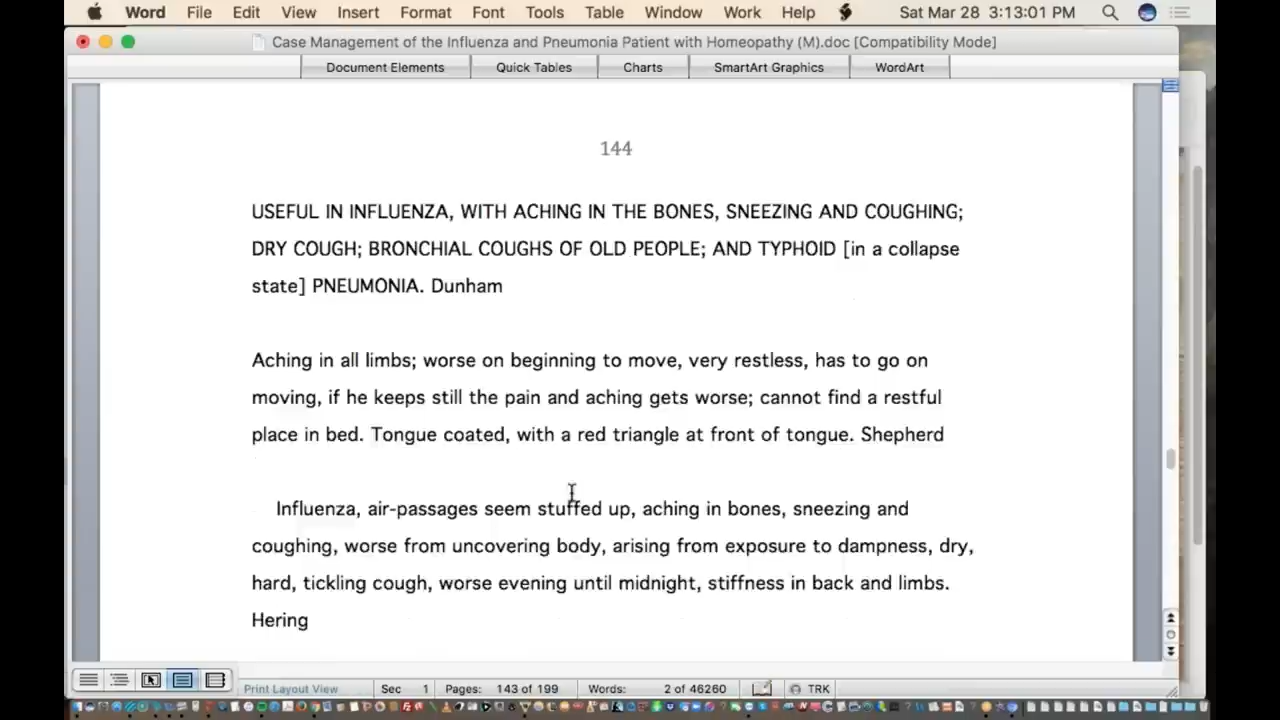 Word File Edit View Insert Format Font Tools Table Window Work Help Sat Mar 28 3:13:01 PM
Case Management of the Influenza and Pneumonia Patient with Homeopathy (M).doc [Compatibility Mode]
Document Elements Quick Tables Charts SmartArt Graphics WordArt
144
USEFUL IN INFLUENZA, WITH ACHING IN THE BONES, SNEEZING AND COUGHING;
DRY COUGH; BRONCHIAL COUGHS OF OLD PEOPLE; AND TYPHOID [in a collapse
state] PNEUMONIA. Dunham
Aching in all limbs; worse on beginning to move, very restless, has to go on
moving, if he keeps still the pain and aching gets worse; cannot find a restful
place in bed. Tongue coated, with a red triangle at front of tongue. Shepherd
Influenza, air-passages seem stuffed up, aching in bones, sneezing and
coughing, worse from uncovering body, arising from exposure to dampness, dry,
hard, tickling cough, worse evening until midnight, stiffness in back and limbs.
Hering
Print Layout View Sec 1 Pages: 143 of 199 Words: 2 of 46260 TRK